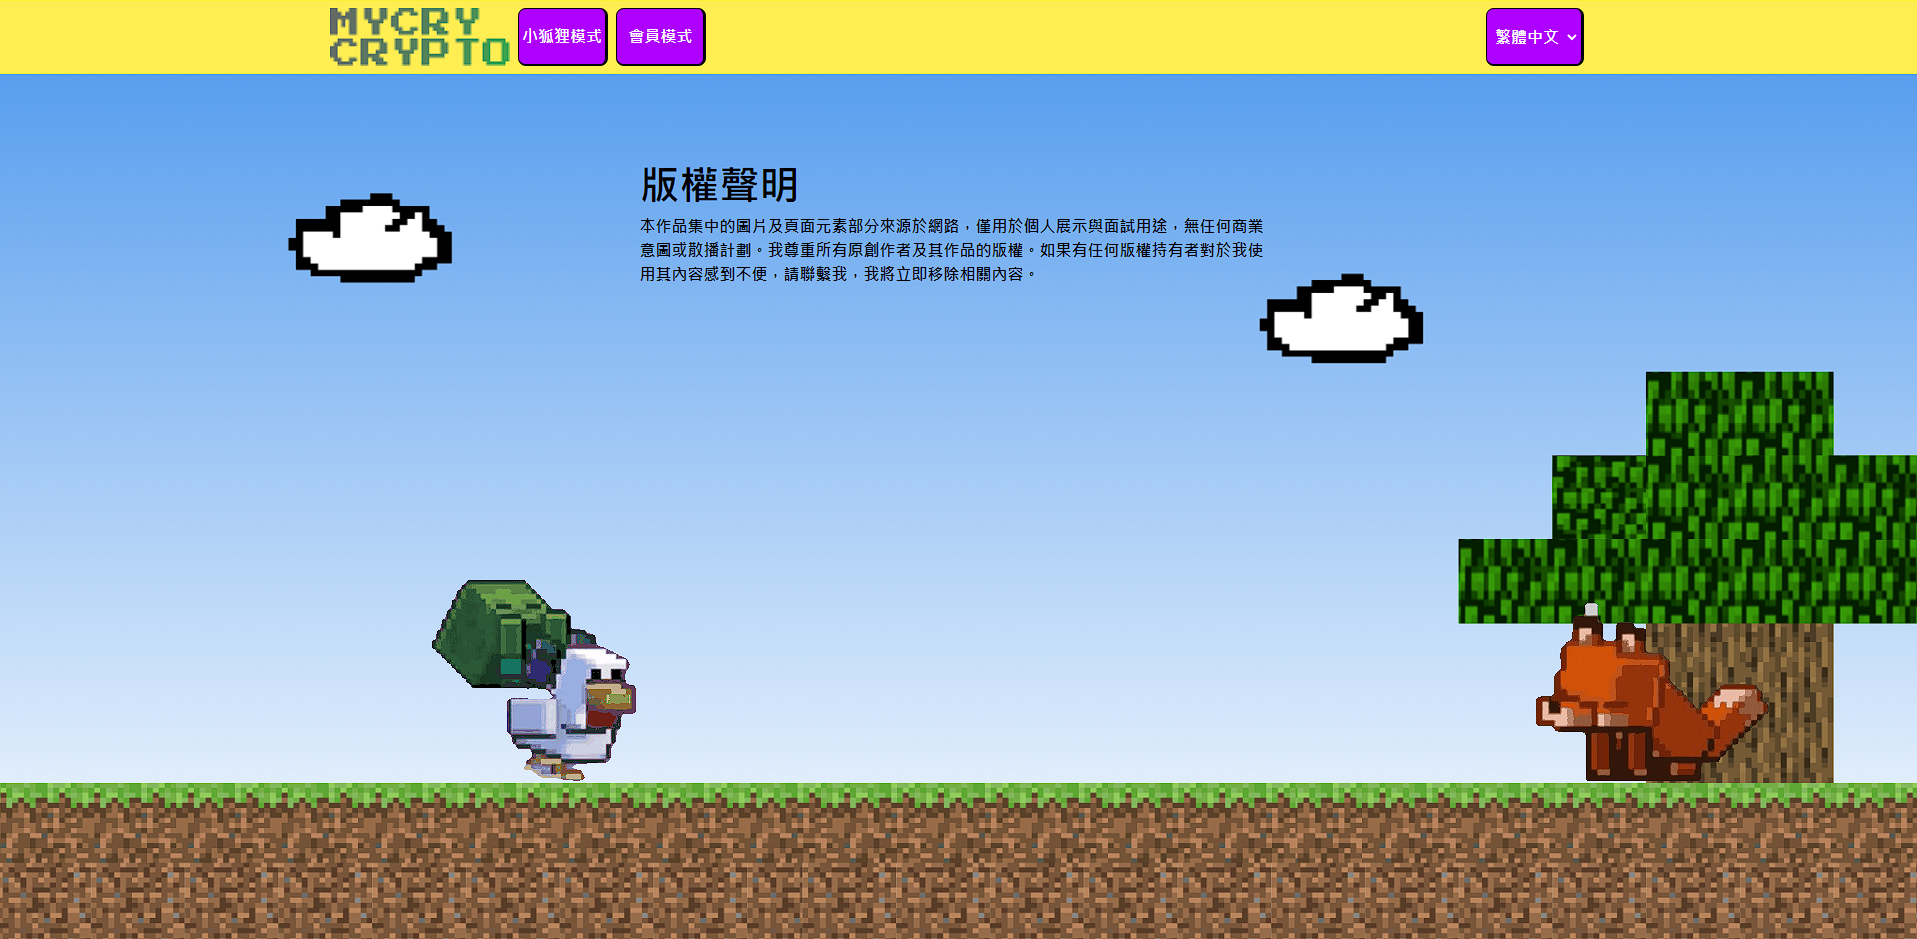 MYCRY
CRYPTO
小狐狸模式
會員模式
繁體中文
版權聲明
本作品集中的圖片及頁面元素部分來源於網路，僅用於個人展示與面試用途，無任何商業
意圖或散播計劃。我尊重所有原創作者及其作品的版權。如果有任何版權持有者對於我使
用其內容感到不便，請聯繫我，我將立即移除相關內容。